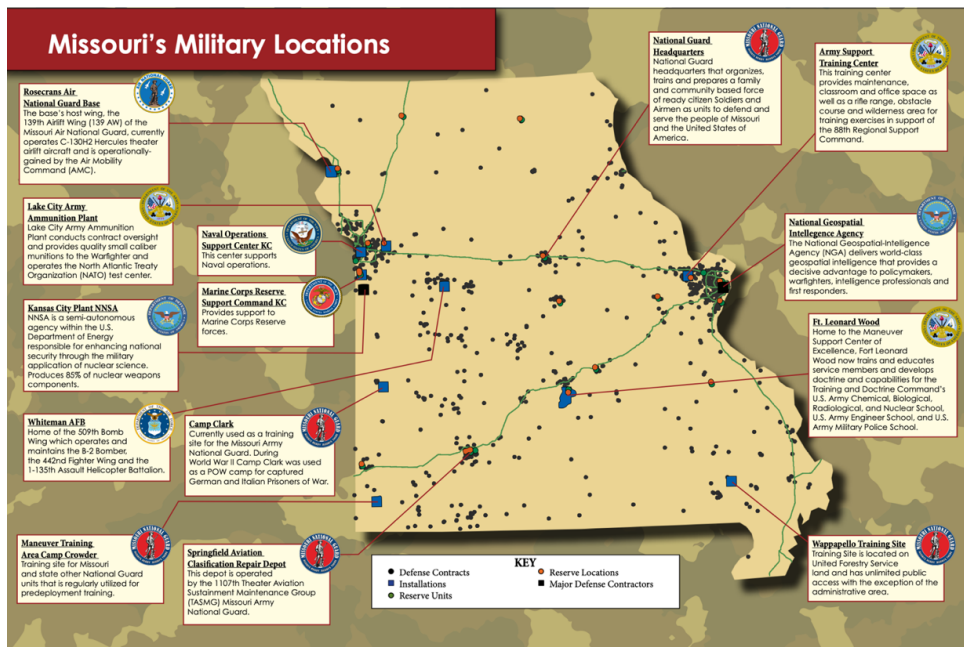 Missouri's Military Locations
Rosecrans Air
National Guard Base
The base's host wing, the
139th Airlift Wing (139 AW) of the
Missouri Air National Guard, currently
operates C-130H2 Hercules theater
airlift aircraft and is operationally-
gained by the Air Mobility
Command (AMC).
Lake City Army
Ammunition Plant
Lake City Army Ammunition
Plant conducts contract oversight
and provides quality small caliber
munitions to the Warfighter and
operates the North Atlantic Treaty
Organization (NATO) test center.
Kansas City Plant NNSA
NNSA is a semi-autonomous
agency within the U.S.
Department of Energy
responsible for enhancing national
security through the military
application of nuclear science.
Produces 85% of nuclear weapons
components.
Whiteman AFB
Home of the 509th Bomb
Wing which operates and
maintains the B-2 Bomber,
the 442nd Fighter Wing and the
1-135th Assault Helicopter Battalion.
Maneuver Training
Area Camp Crowder
Training site for Missouri
and state other National Guard
units that is regularly utilized for
predeployment training.
Naval Operations
Support Center KC
This center supports
Naval operations.
Marine Corps Reserve
Support Command KC
Provides support to
Marine Corps Reserve
forces.
Camp Clark
Currently used as a training
site for the Missouri Army
National Guard. During
World War II Camp Clark was used
as a POW camp for captured
German and Italian Prisoners of War.
Springfield Aviation
Clasification Repair Depot
This depot is operated
by the 1107th Theater Aviation
Sustainment Maintenance Group
(TASMG) Missouri Army
National Guard.
National Guard
Headquarters
National Guard
headquarters that organizes,
trains and prepares a family
and community based force
of ready citizen Soldiers and
Airmen as units to defend and
serve the people of Missouri
and the United States of
America.
Army Support
Training Center
This training center
provides maintenance,
classroom and office space
as well as a rifle range, obstacle
course and wilderness area for
training exercises in support of
the 88th Regional Support
Command.
National Geospatial
Intellegence Agency
The National Geospatial-Intelligence
Agency (NGA) delivers world-class
geospatial intelligence that provides a
decisive advantage to policymakers,
warfighters, intelligence professionals and
first responders.
Ft. Leonard Wood
Home to the Maneuver
Support Center of
Excellence, Fort Leonard
Wood now trains and educates
service members and develops
doctrine and capabilities for the
Training and Doctrine Command's
U.S. Army Chemical, Biological,
Radiological, and Nuclear School,
U.S. Army Engineer School, and U.S.
Army Military Police School.
Wappapello Training Site
Training Site is located on
United Forestry Service
land and has unlimited public
access with the exception of the
administrative area.
KEY
Defense Contracts
Installations
Reserve Units
Reserve Locations
Major Defense Contractors